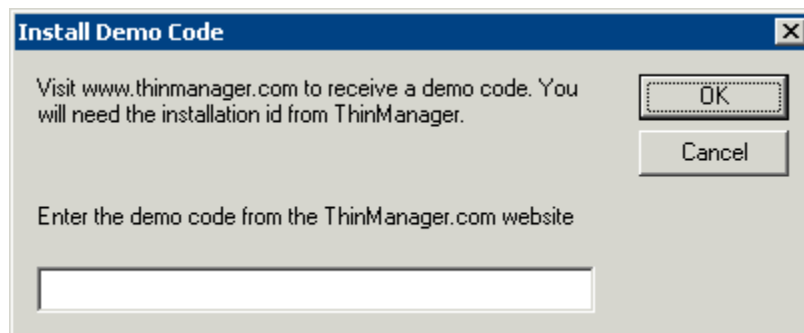 Install Demo Code
Visit www.thinmanager.com to receive a demo code. You
will need the installation id from ThinManager.
OK
Cancel
Enter the demo code from the ThinManager.com website